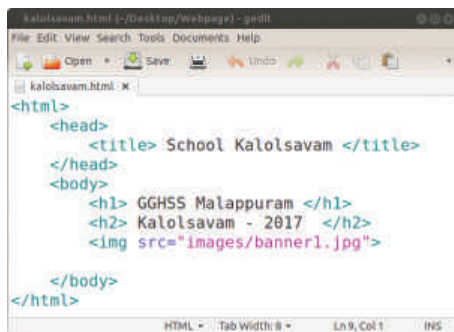 kalolsavam.html (~/Desktop/Webpage) - gedit
File Edit View Search Tools Documents Help
Open Save Undo
kalolsavam.html ×
<html>
<head>
<title> School Kalolsavam </title>
</head>
<body>
<h1> GGHSS Malappuram </h1>
<h2> Kalolsavam - 2017 </h2>
<img src="images/banner1.jpg">
</body>
</html>
HTML Tab Width: 8 Ln 9, Col 1 INS